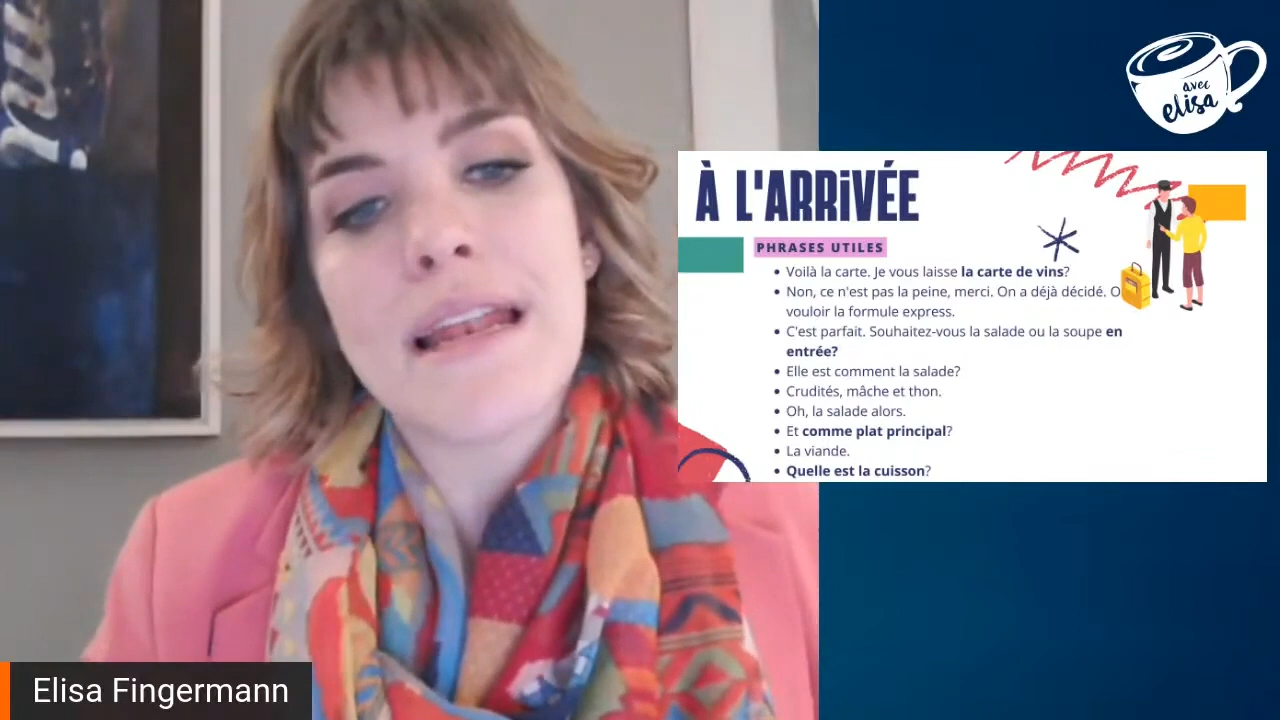 avec
elisa
À L'ARRiVÉE
PHRASES UTILES
• Voilà la carte. Je vous laisse la carte de vins?
• Non, ce n'est pas la peine, merci. On a déjà décidé. O
vouloir la formule express.
• C'est parfait. Souhaitez-vous la salade ou la soupe en
entrée?
• Elle est comment la salade?
• Crudités, mâche et thon.
• Oh, la salade alors.
• Et comme plat principal?
• La viande.
• Quelle est la cuisson?
Elisa Fingermann